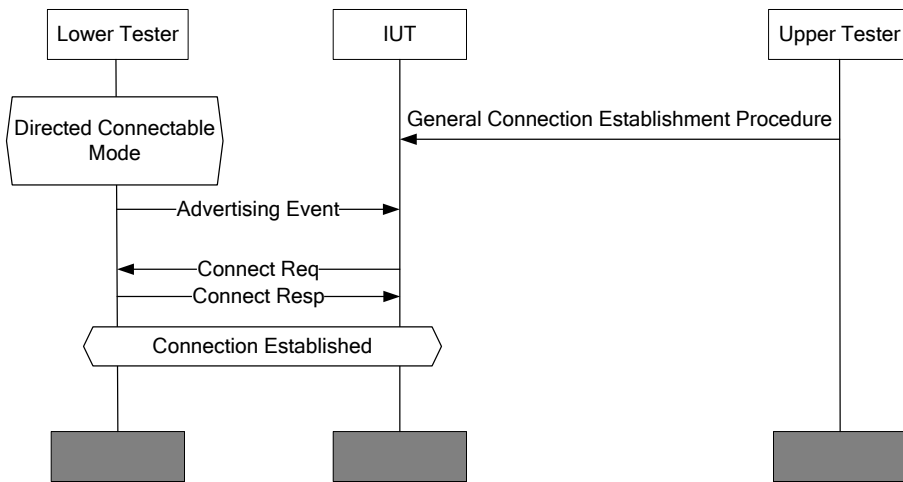 Lower Tester
IUT
Upper Tester
Directed Connectable
Mode
General Connection Establishment Procedure
Advertising Event
Connect Req
Connect Resp
Connection Established